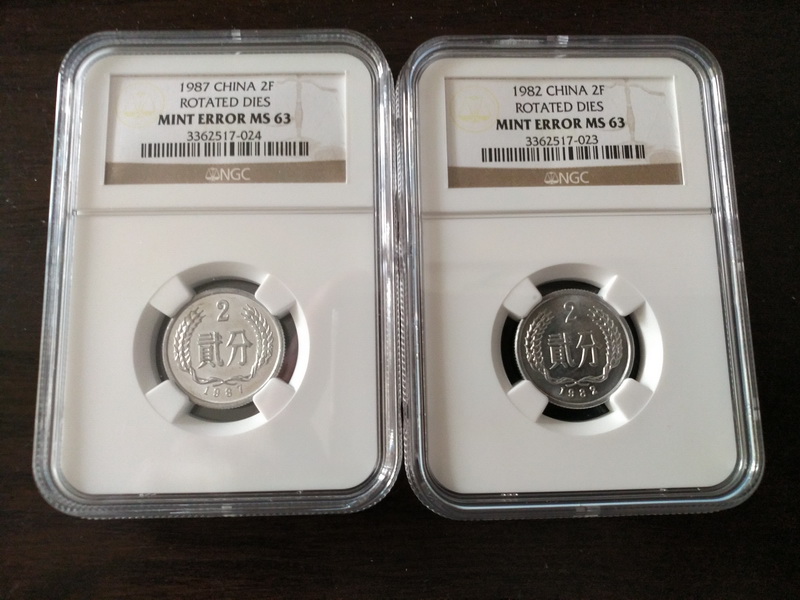 1987 CHINA 2F
ROTATED DIES
MINT ERROR MS 63
3362517-024
NGC
2
貳分
1987
1982 CHINA 2F
ROTATED DIES
MINT ERROR MS 63
3362517-023
NGC
2
貳分
1982